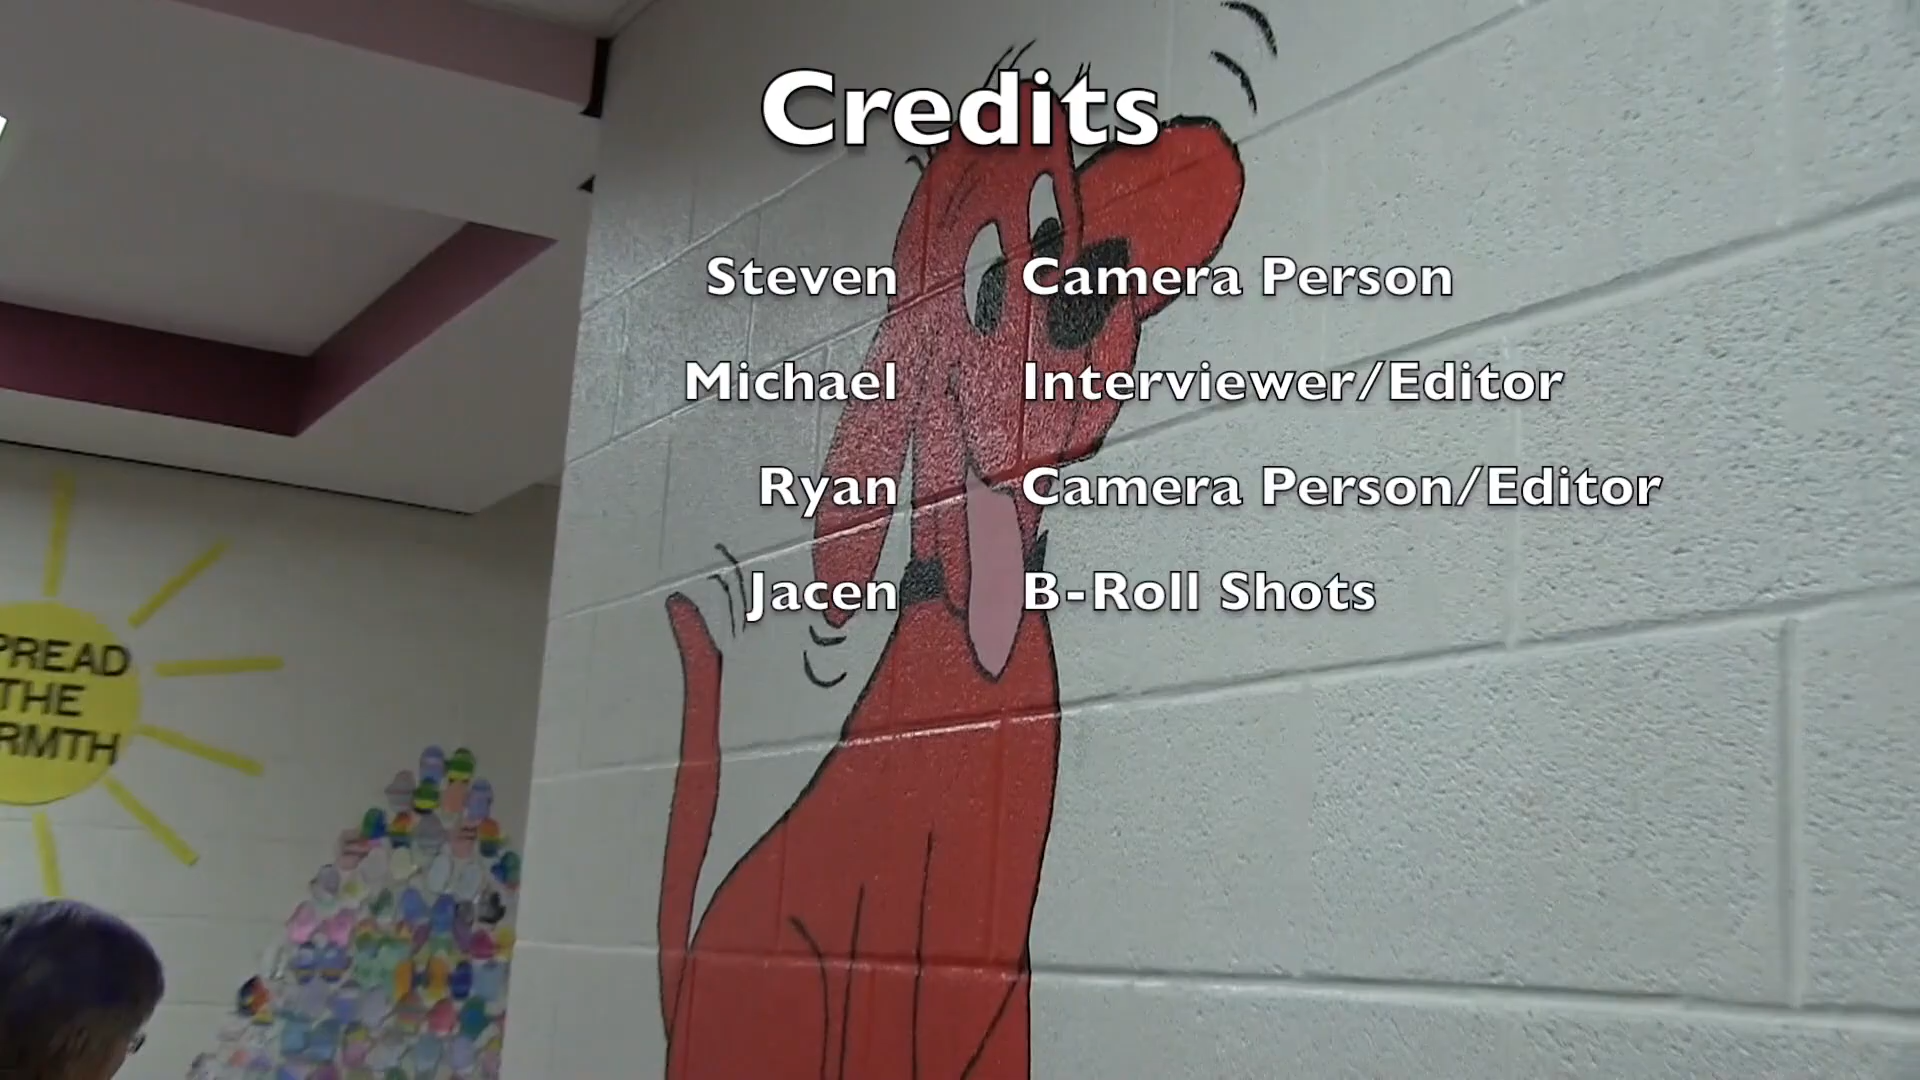 Credits
Steven Camera Person
Michael Interviewer/Editor
Ryan Camera Person/Editor
Jacen B-Roll Shots
PREAD
THE
RMTH